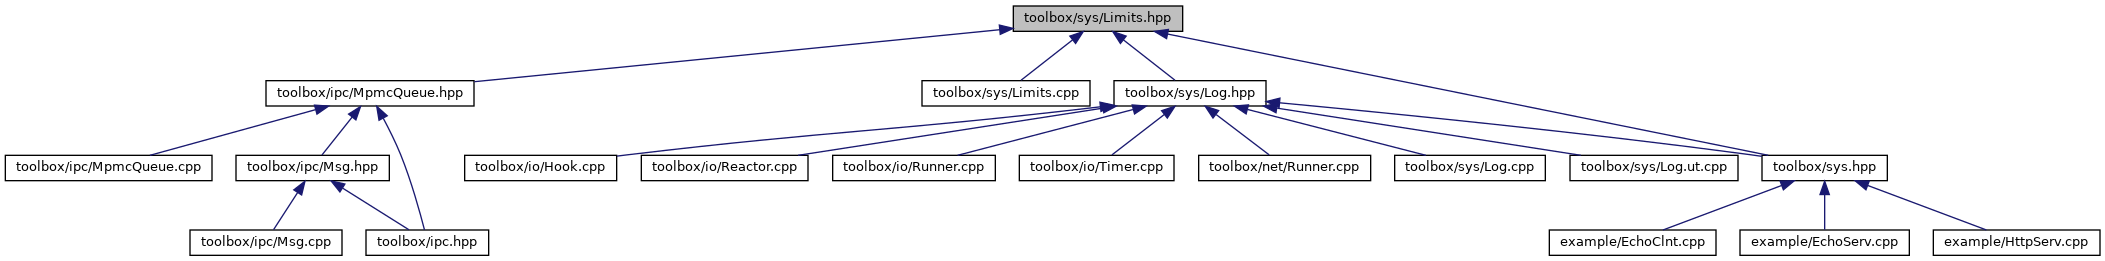 toolbox/sys/Limits.hpp
toolbox/ipc/MpmcQueue.hpp
toolbox/sys/Limits.cpp
toolbox/sys/Log.hpp
toolbox/ipc/MpmcQueue.cpp
toolbox/ipc/Msg.hpp
toolbox/io/Hook.cpp
toolbox/io/Reactor.cpp
toolbox/io/Runner.cpp
toolbox/io/Timer.cpp
toolbox/net/Runner.cpp
toolbox/sys/Log.cpp
toolbox/sys/Log.ut.cpp
toolbox/sys.hpp
toolbox/ipc/Msg.cpp
toolbox/ipc.hpp
example/EchoClnt.cpp
example/EchoServ.cpp
example/HttpServ.cpp